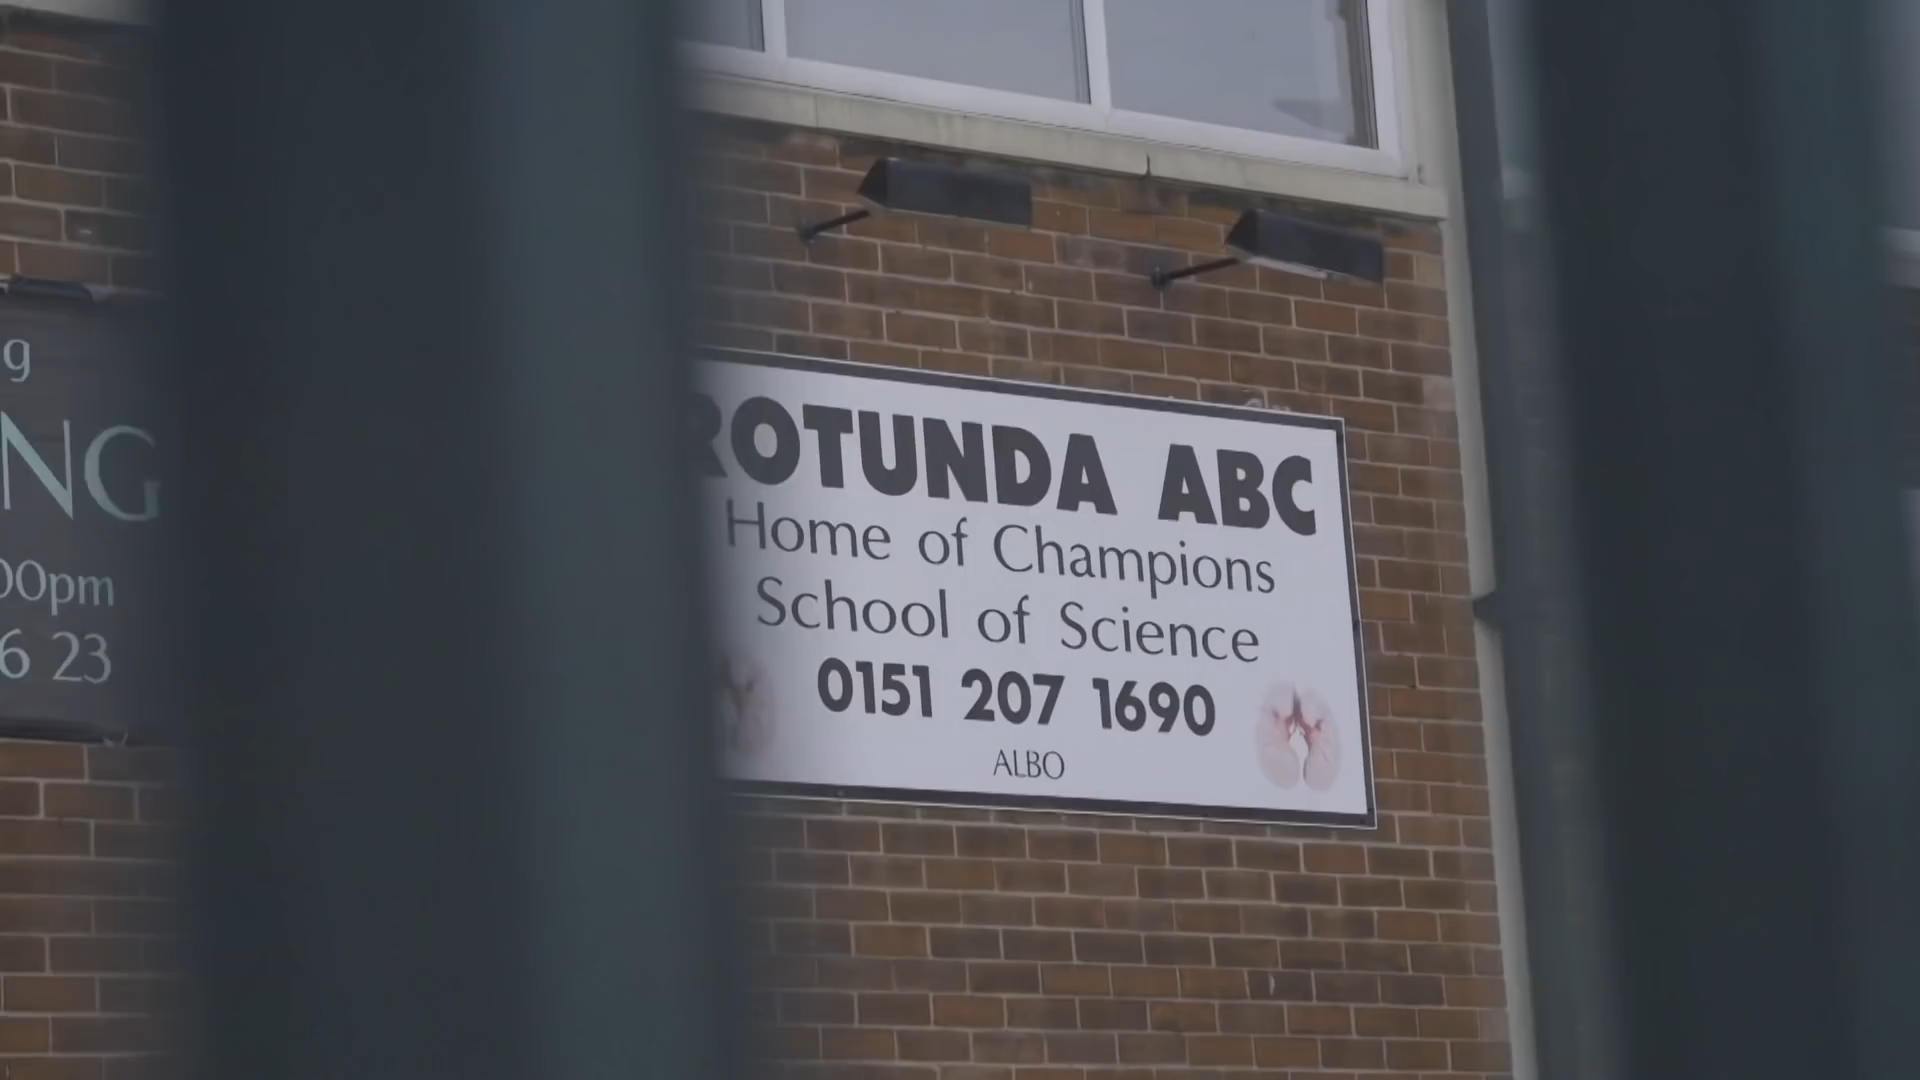 ROTUNDA ABC
Home of Champions
School of Science
0151 207 1690
ALBO
g
NG
00pm
6 23